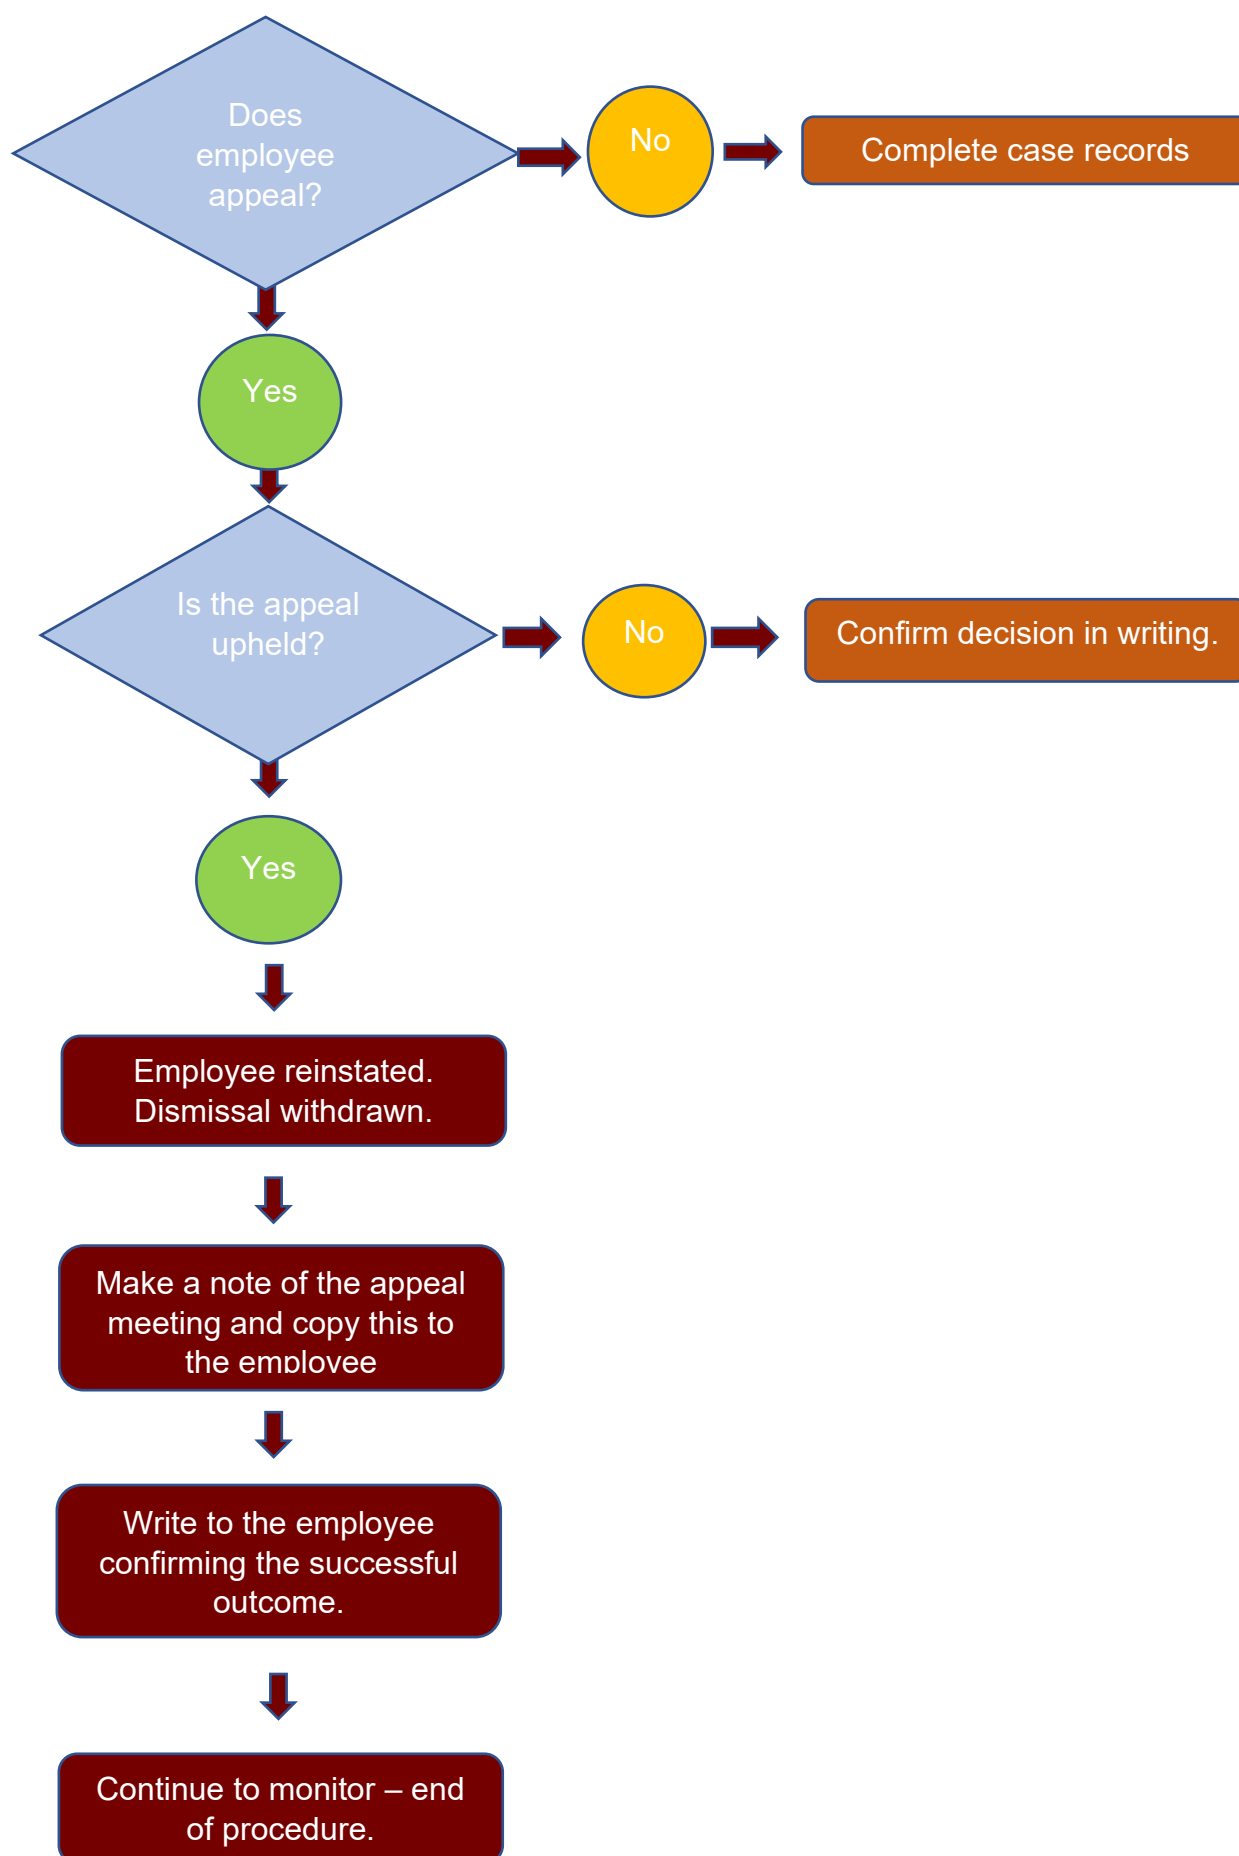 Does
employee
appeal?
No
Complete case records
Yes
Is the appeal
upheld?
No
Confirm decision in writing.
Yes
Employee reinstated.
Dismissal withdrawn.
Make a note of the appeal
meeting and copy this to
the employee
Write to the employee
confirming the successful
outcome.
Continue to monitor – end
of procedure.